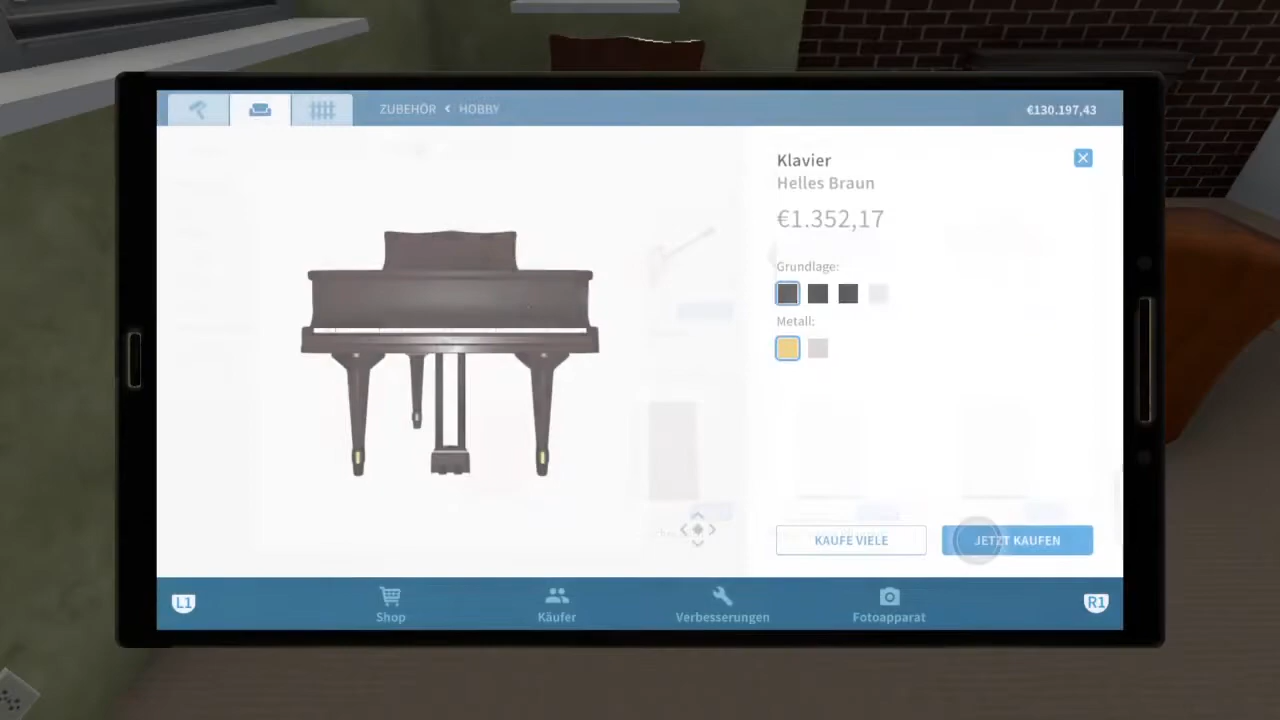 ZUBEHÖR < HOBBY
€130.197,43
Klavier
Helles Braun
€1.352,17
Grundlage:
Metall:
KAUFE VIELE
JETZT KAUFEN
L1
Shop
Käufer
Verbesserungen
Fotoapparat
R1